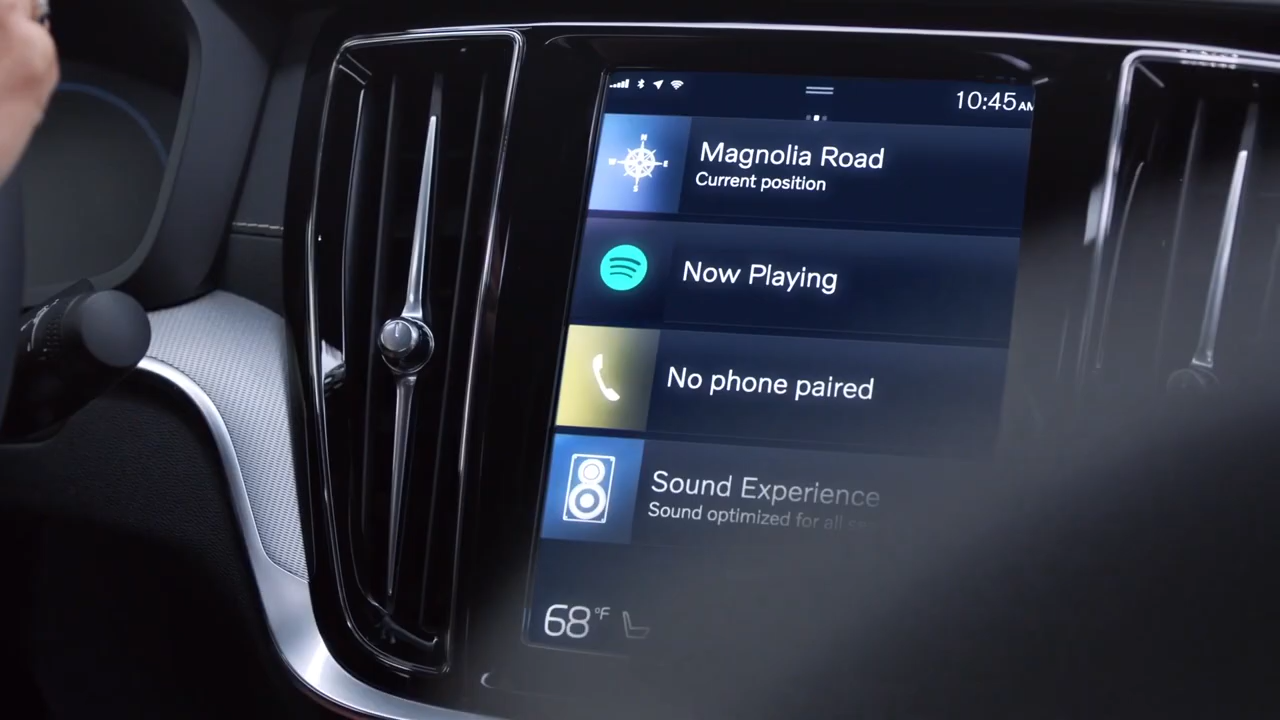 10:45AM
N
W E
S
Magnolia Road
Current position
Now Playing
No phone paired
Sound Experience
Sound optimized for all
68°F